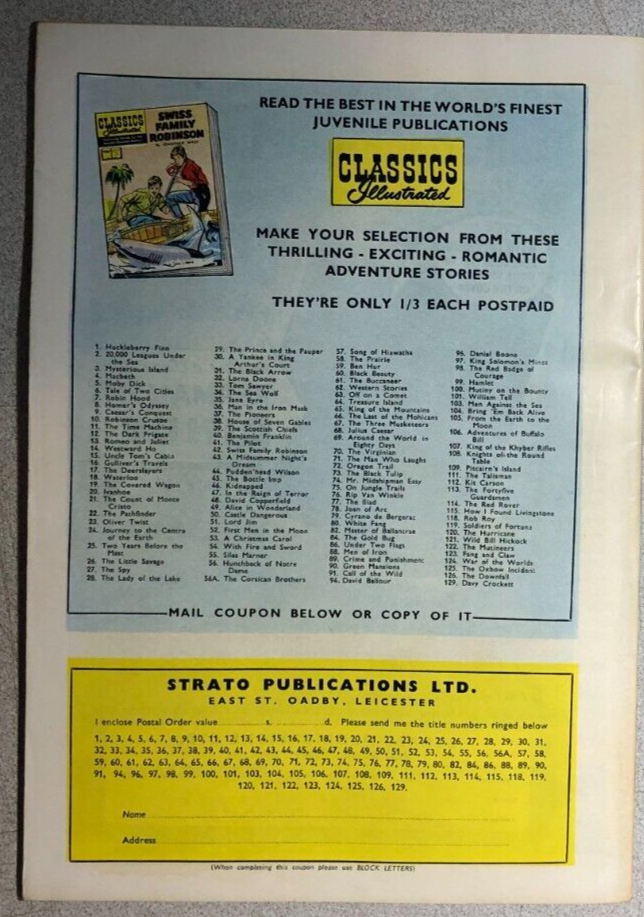 CLASSICS
Illustrated
SWISS
FAMILY
ROBINSON
READ THE BEST IN THE WORLD'S FINEST
JUVENILE PUBLICATIONS
CLASSICS
Illustrated
MAKE YOUR SELECTION FROM THESE
THRILLING - EXCITING - ROMANTIC
ADVENTURE STORIES
THEY'RE ONLY 1/3 EACH POSTPAID
1. Huckleberry Finn
2. 20,000 Leagues Under
the Sea
3. Mysterious Island
4. Macbeth
5. Moby Dick
6. Tale of Two Cities
7. Robin Hood
8. Homer's Odyssey
9. Caesar's Conquest
10. Robinson Crusoe
11. The Time Machine
12. The Dark Frigate
13. Romeo and Juliet
14. Westward Ho
15. Uncle Tom's Cabin
16. Gulliver's Travels
17. The Deerslayers
18. Waterloo
19. The Covered Wagon
20. Ivanhoe
21. The Count of Monte
Cristo
22. The Pathfinder
23. Oliver Twist
24. Journey to the Centre
of the Earth
25. Two Years Before the
Mast
26. The Little Savage
27. The Spy
28. The Lady of the Lake
29. The Prince and the Pauper
30. A Yankee in King
Arthur's Court
31. The Black Arrow
32. Lorna Doone
33. Tom Sawyer
34. The Sea Wolf
35. Jane Eyre
36. Man in the Iron Mask
37. The Pioneers
38. House of Seven Gables
39. The Scottish Chiefs
40. Benjamin Franklin
41. The Pilot
42. Swiss Family Robinson
43. A Midsummer Night's
Dream
44. Pudden'head Wilson
45. The Bottle Imp
46. Kidnapped
47. In the Reign of Terror
48. David Copperfield
49. Alice in Wonderland
50. Castle Dangerous
51. Lord Jim
52. First Men in the Moon
53. A Christmas Carol
54. With Fire and Sword
55. Silas Marner
56. Hunchback of Notre
Dame
56A. The Corsican Brothers
57. Song of Hiawatha
58. The Prairie
59. Ben Hur
60. Black Beauty
61. The Buccaneer
62. Western Stories
63. Off on a Comet
64. Treasure Island
65. King of the Mountains
66. The Last of the Mohicans
67. The Three Musketeers
68. Julius Caesar
69. Around the World in
Eighty Days
70. The Virginian
71. The Man Who Laughs
72. Oregon Trail
73. The Black Tulip
74. Mr. Midshipman Easy
75. On Jungle Trails
76. Rip Van Winkle
77. The Iliad
78. Joan of Arc
79. Cyrano de Bergerac
80. White Fang
82. Master of Ballantrae
84. The Gold Bug
86. Under Two Flags
88. Men of Iron
89. Crime and Punishment
90. Green Mansions
91. Call of the Wild
94. David Balfour
96. Daniel Boone
97. King Solomon's Mines
98. The Red Badge of
Courage
99. Hamlet
100. Mutiny on the Bounty
101. William Tell
103. Men Against the Sea
104. Bring 'Em Back Alive
105. From the Earth to the
Moon
106. Adventures of Buffalo
Bill
107. King of the Khyber Rifles
108. Knights of the Round
Table
109. Pitcairn's Island
111. The Talisman
112. Kit Carson
113. The Fortyfive
Guardsmen
114. The Red Rover
115. How I Found Livingstone
118. Rob Roy
119. Soldiers of Fortune
120. The Hurricane
121. Wild Bill Hickock
122. The Mutineers
123. Fang and Claw
124. War of the Worlds
125. The Oxbow Incident
126. The Downfall
129. Davy Crockett
MAIL COUPON BELOW OR COPY OF IT
STRATO PUBLICATIONS LTD.
EAST ST. OADBY, LEICESTER
I enclose Postal Order value s. d. Please send me the title numbers ringed below
1, 2, 3, 4, 5, 6, 7, 8, 9, 10, 11, 12, 13, 14, 15, 16, 17, 18, 19, 20, 21, 22, 23, 24, 25, 26, 27, 28, 29, 30, 31,
32, 33, 34, 35, 36, 37, 38, 39, 40, 41, 42, 43, 44, 45, 46, 47, 48, 49, 50, 51, 52, 53, 54, 55, 56, 56A, 57, 58,
59, 60, 61, 62, 63, 64, 65, 66, 67, 68, 69, 70, 71, 72, 73, 74, 75, 76, 77, 78, 79, 80, 82, 84, 86, 88, 89, 90,
91, 94, 96, 97, 98, 99, 100, 101, 103, 104, 105, 106, 107, 108, 109, 111, 112, 113, 114, 115, 118, 119,
120, 121, 122, 123, 124, 125, 126, 129.
Name
Address
(When completing this coupon please use BLOCK LETTERS)